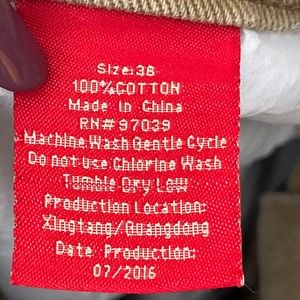 Size:38
100%COTTON
Made in China
RN#97039
Machine Wash Gentle Cycle
Do not use Chlorine Wash
Tumble Dry Low
Production Location:
Xingtang/Guangdong
Date Production:
07/2016